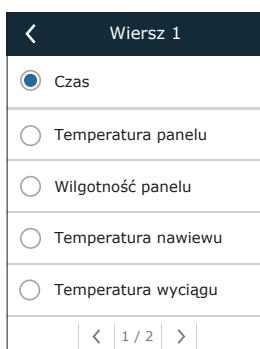 Wiersz 1
Czas
Temperatura panelu
Wilgotność panelu
Temperatura nawiewu
Temperatura wyciągu
1 / 2